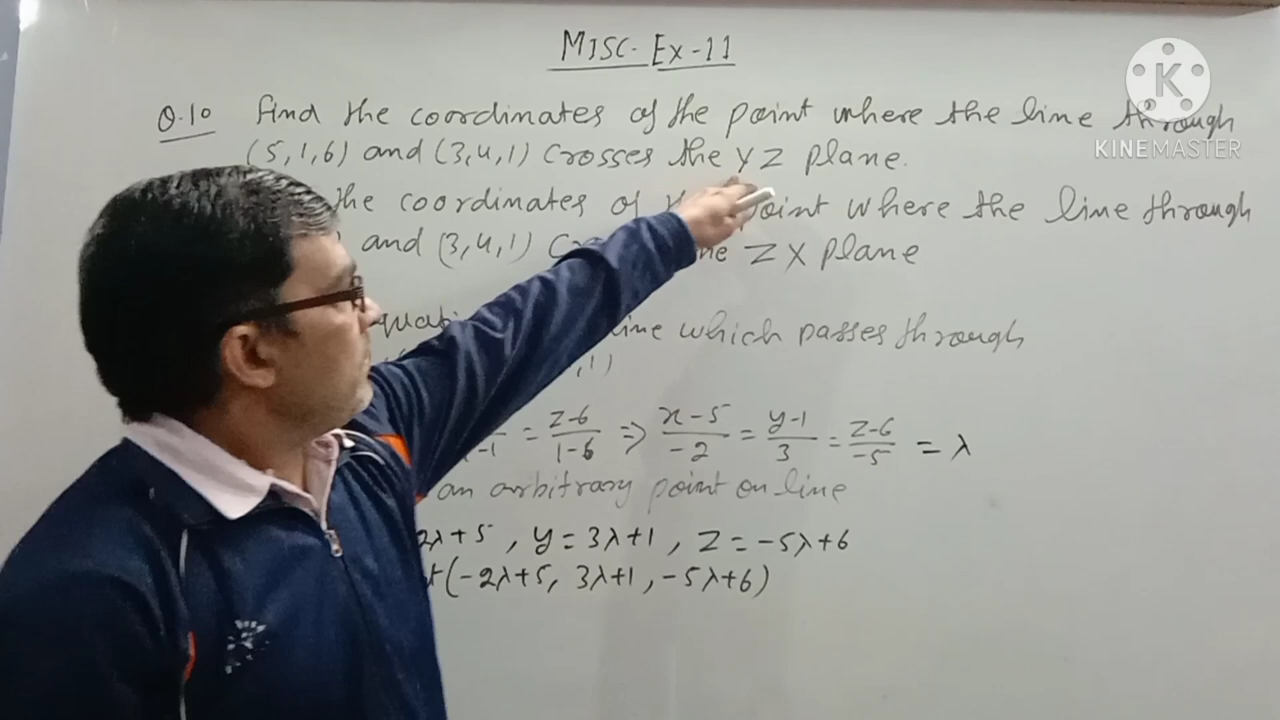 MISC. Ex-11
Q.10 find the coordinates of the point where the line through
(5,1,6) and (3,4,1) crosses the YZ plane.
the coordinates of point where the line through
and (3,4,1) ZX plane
which passes through
,1)
= z-6/1-6 => x-5/-2 = y-1/3 = z-6/-5 = λ
an arbitrary point on line
2λ+5, y=3λ+1, z=-5λ+6
(-2λ+5, 3λ+1, -5λ+6)
K
KINEMASTER